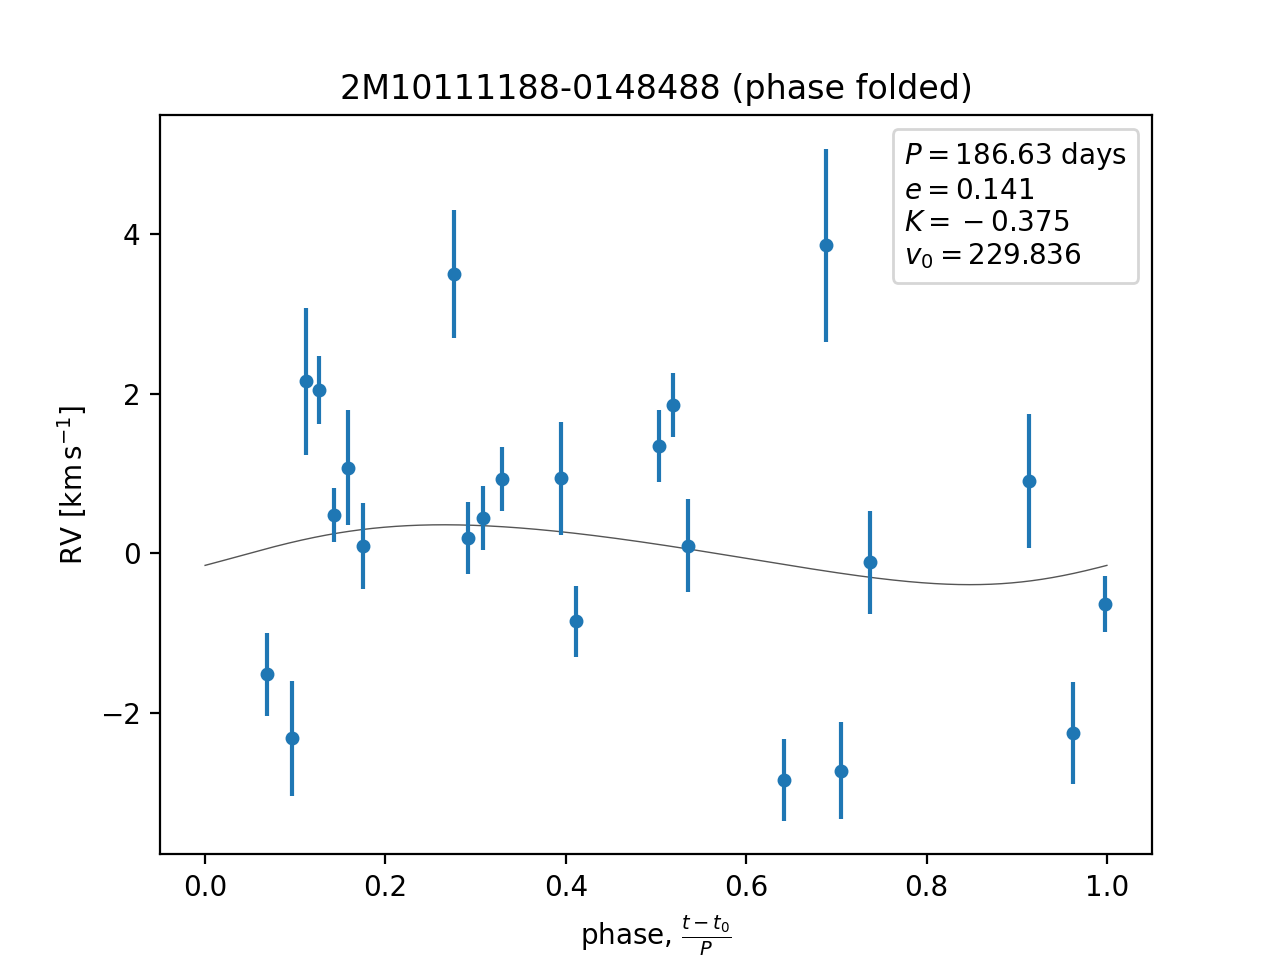 2M10111188-0148488 (phase folded)
P = 186.63 days
e = 0.141
K = −0.375
v₀ = 229.836
4
2
0
−2
RV [km s⁻¹]
0.0 0.2 0.4 0.6 0.8 1.0
phase, (t − t₀)/P